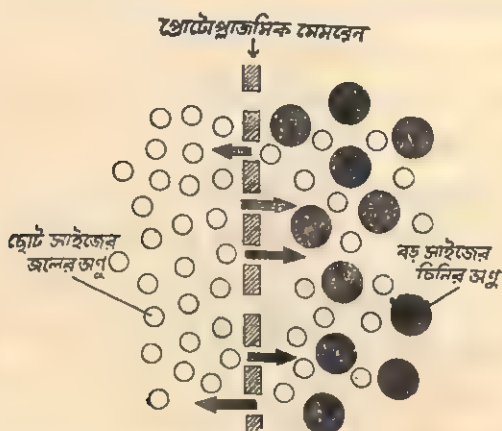 প্রোটোপ্লাজমিক মেমব্রেন
ছোট সাইজের
জলের অণু
বড় সাইজের
চিনির অণু